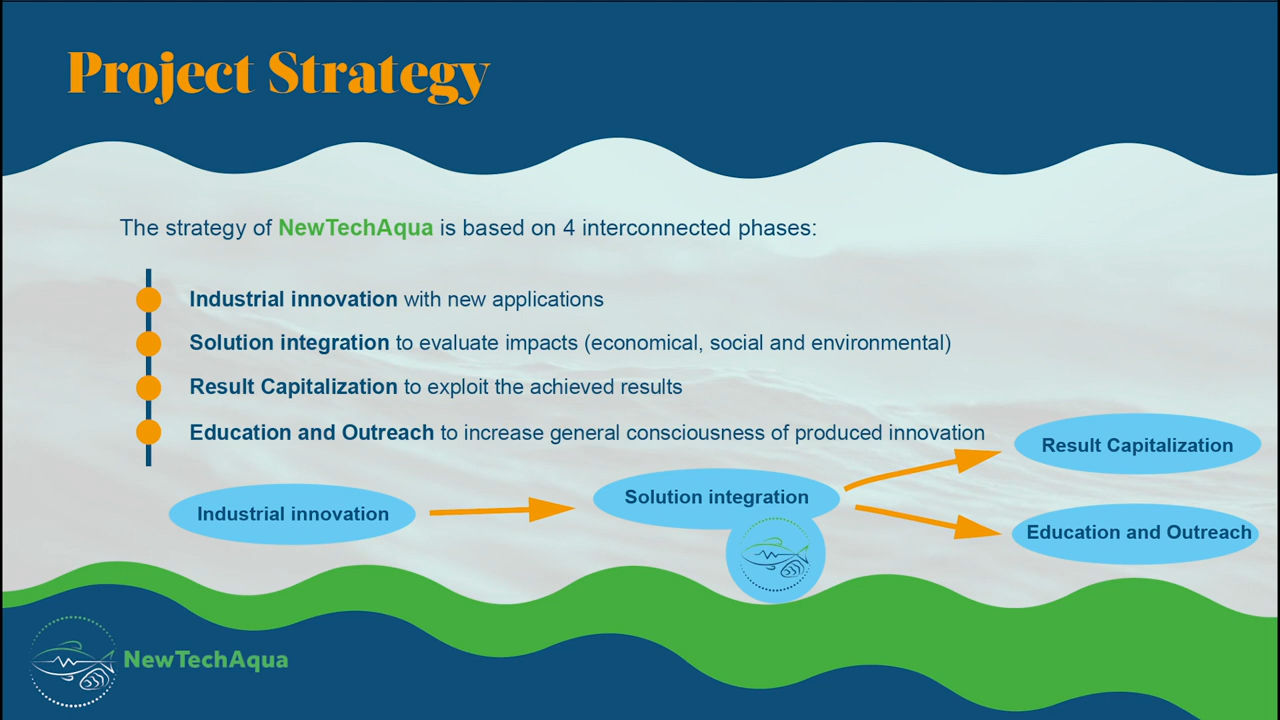 Project Strategy
The strategy of NewTechAqua is based on 4 interconnected phases:
Industrial innovation with new applications
Solution integration to evaluate impacts (economical, social and environmental)
Result Capitalization to exploit the achieved results
Education and Outreach to increase general consciousness of produced innovation
Industrial innovation
Solution integration
Result Capitalization
Education and Outreach
NewTechAqua